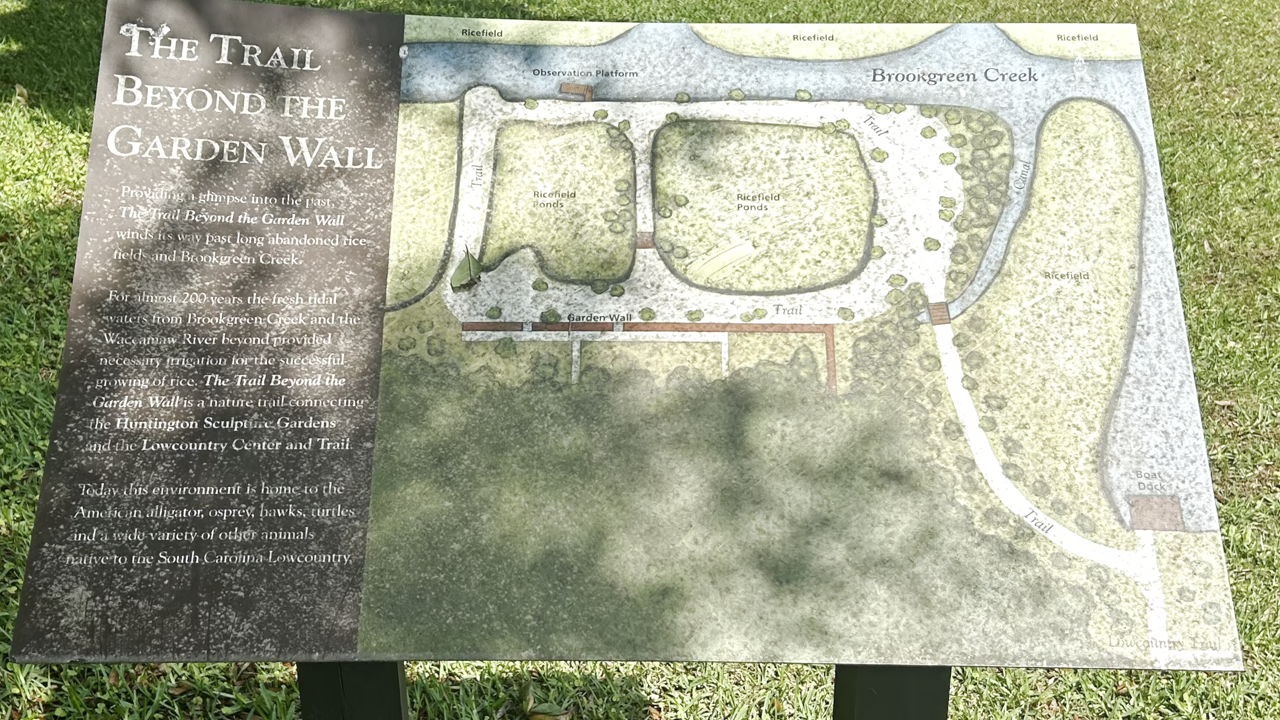 The Trail
Beyond the
Garden Wall
Providing a glimpse into the past,
The Trail Beyond the Garden Wall
winds its way past long abandoned rice
fields and Brookgreen Creek.
For almost 200 years the fresh tidal
waters from Brookgreen Creek and the
Waccamaw River beyond provided
necessary irrigation for the successful
growing of rice. The Trail Beyond the
Garden Wall is a nature trail connecting
the Huntington Sculpture Gardens
and the Lowcountry Center and Trail.
Today this environment is home to the
American alligator, osprey, hawks, turtles
and a wide variety of other animals
native to the South Carolina Lowcountry.
Ricefield
Ricefield
Ricefield
Observation Platform
Brookgreen Creek
Trail
Trail
Canal
Ricefield
Ponds
Ricefield
Ponds
Ricefield
Garden Wall
Trail
Boat
Dock
Trail
Lowcountry Trail